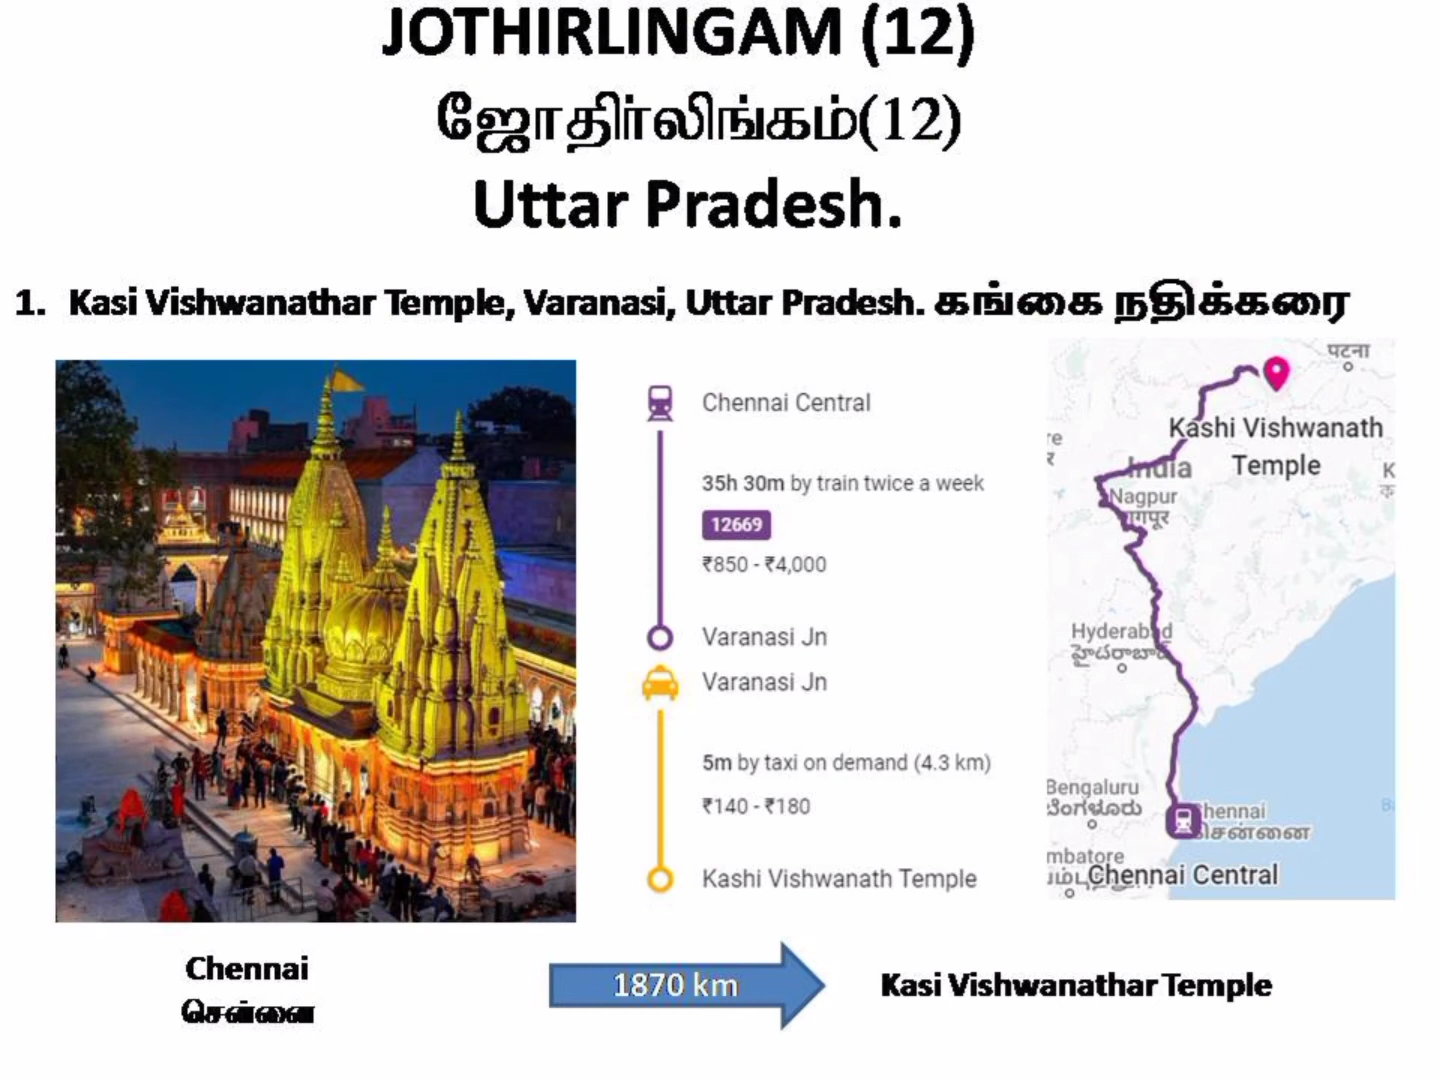 JOTHIRLINGAM (12)
ஜோதிர்லிங்கம்(12)
Uttar Pradesh.
1. Kasi Vishwanathar Temple, Varanasi, Uttar Pradesh. கங்கை நதிக்கரை
Chennai Central
35h 30m by train twice a week
12669
₹850 - ₹4,000
Varanasi Jn
Varanasi Jn
5m by taxi on demand (4.3 km)
₹140 - ₹180
Kashi Vishwanath Temple
पटना
Kashi Vishwanath
Temple
India
Nagpur
Hyderabad
Bengaluru
ಬೆಂಗಳೂರು
Chennai
சென்னை
mbatore
Chennai Central
Chennai
சென்னை
1870 km
Kasi Vishwanathar Temple